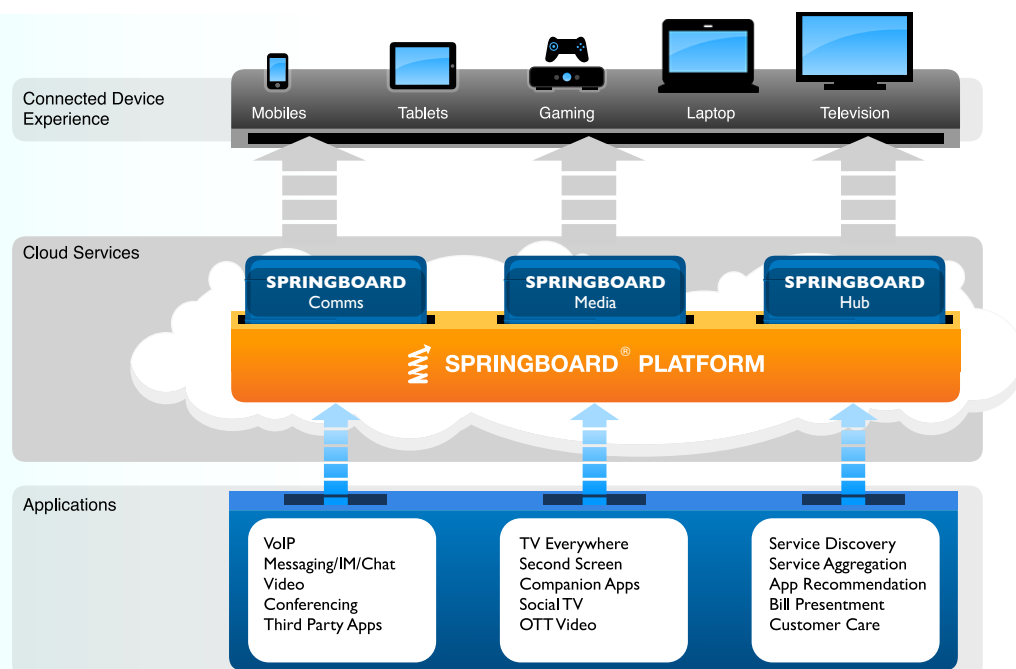 Connected Device
Experience
Mobiles
Tablets
Gaming
Laptop
Television
Cloud Services
SPRINGBOARD
Comms
SPRINGBOARD
Media
SPRINGBOARD
Hub
SPRINGBOARD® PLATFORM
Applications
VoIP
Messaging/IM/Chat
Video
Conferencing
Third Party Apps
TV Everywhere
Second Screen
Companion Apps
Social TV
OTT Video
Service Discovery
Service Aggregation
App Recommendation
Bill Presentment
Customer Care